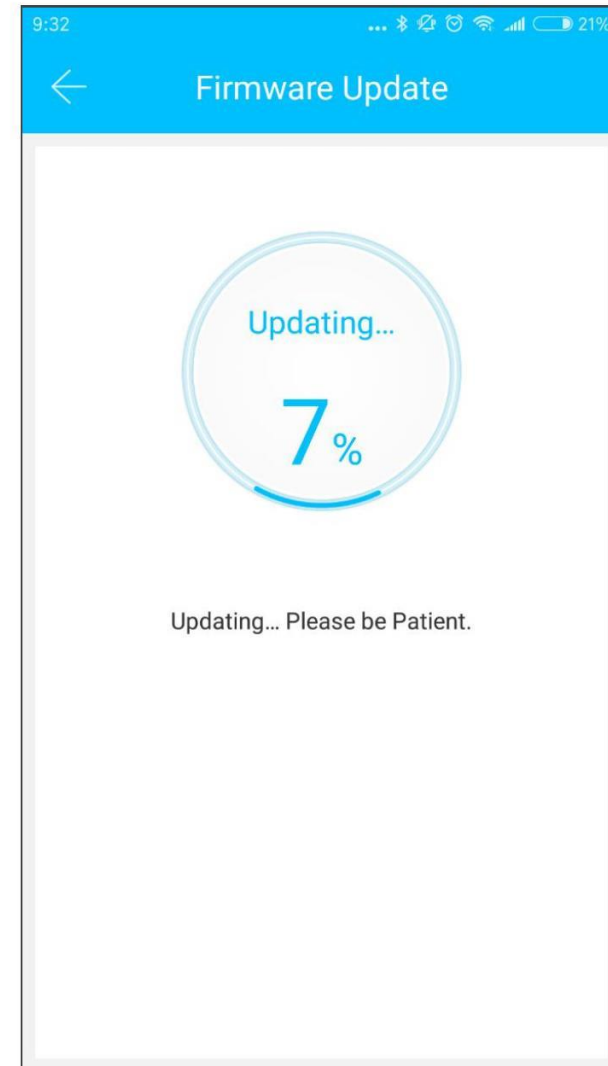 9:32 ... 21%
Firmware Update
Updating...
7%
Updating... Please be Patient.